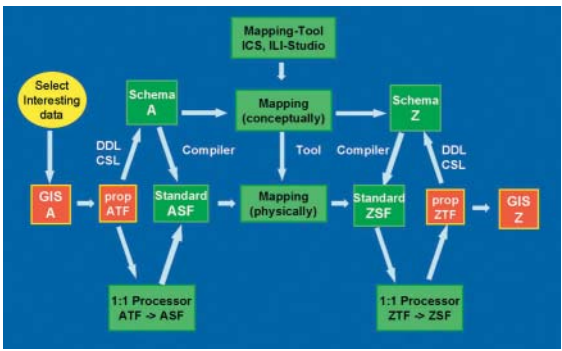 Mapping-Tool
ICS, ILI-Studio
Select
Interesting
data
Schema
A
Mapping
(conceptually)
Schema
Z
DDL
CSL
Compiler
Tool
Compiler
DDL
CSL
GIS
A
prop
ATF
Standard
ASF
Mapping
(physically)
Standard
ZSF
prop
ZTF
GIS
Z
1:1 Processor
ATF -> ASF
1:1 Processor
ZTF -> ZSF